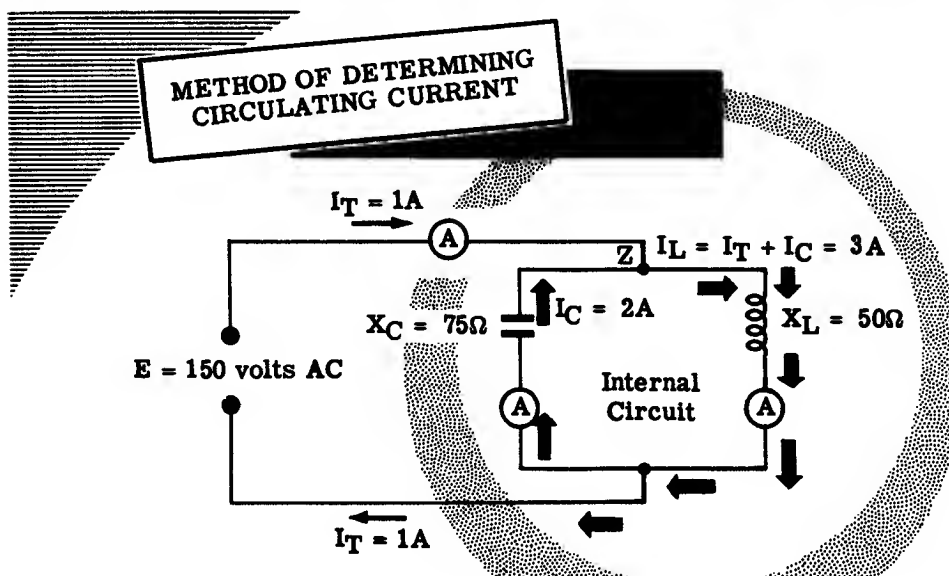 METHOD OF DETERMINING
CIRCULATING CURRENT
IT = 1A
A
Z
IL = IT + IC = 3A
XC = 75Ω
IC = 2A
XL = 50Ω
E = 150 volts AC
Internal
Circuit
A
A
IT = 1A